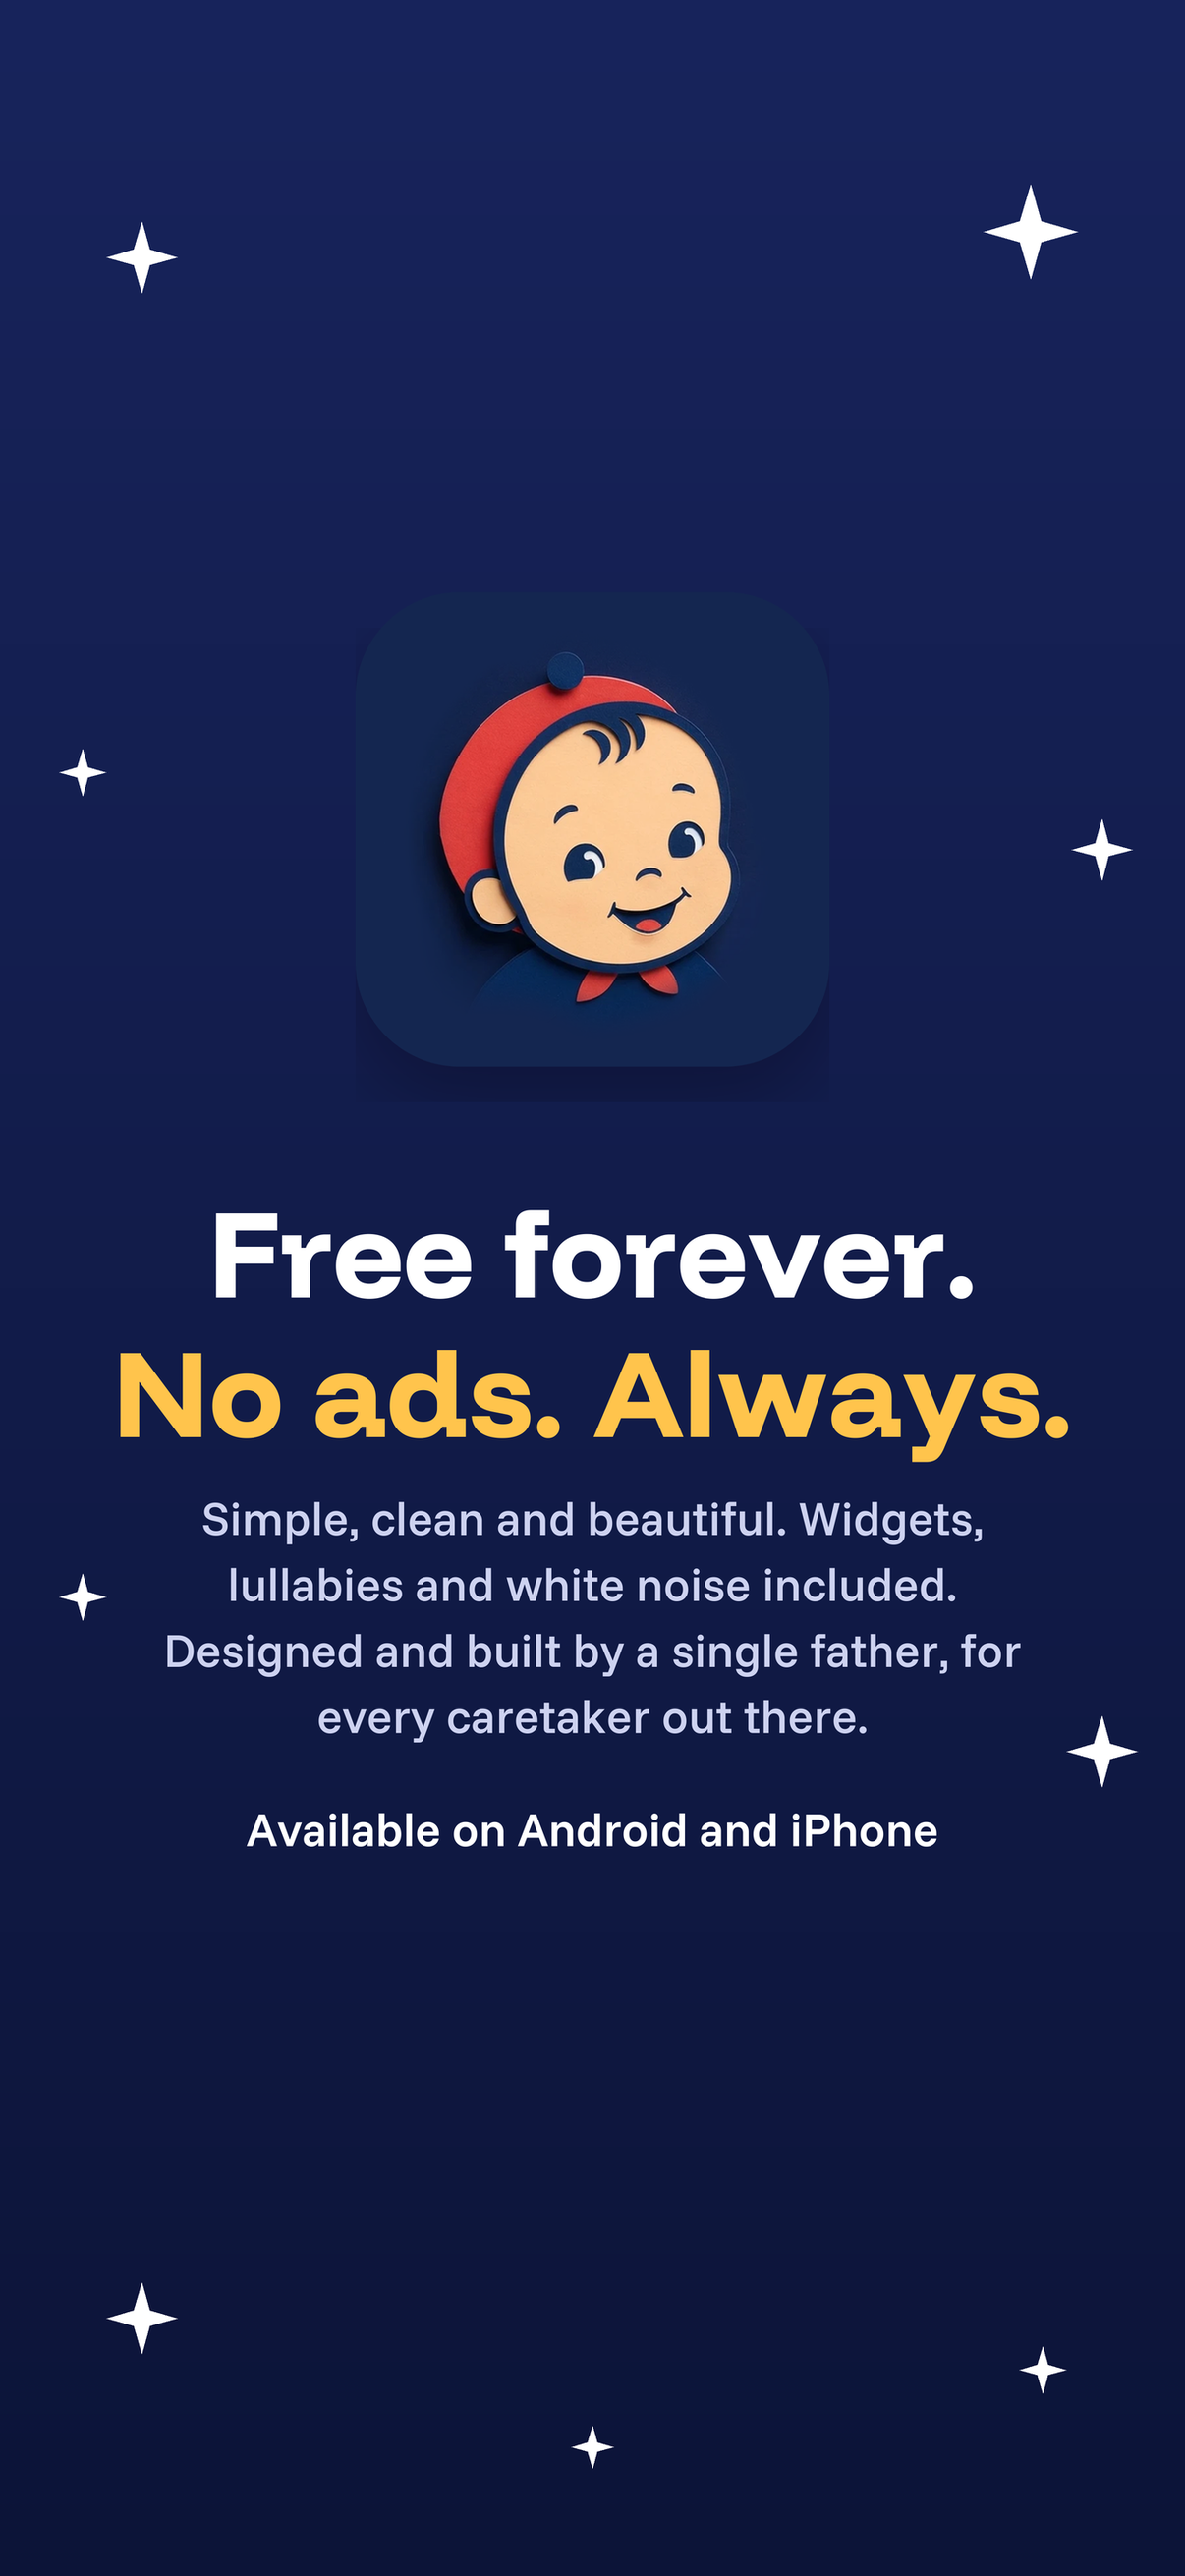 Free forever.
No ads. Always.
Simple, clean and beautiful. Widgets,
lullabies and white noise included.
Designed and built by a single father, for
every caretaker out there.
Available on Android and iPhone